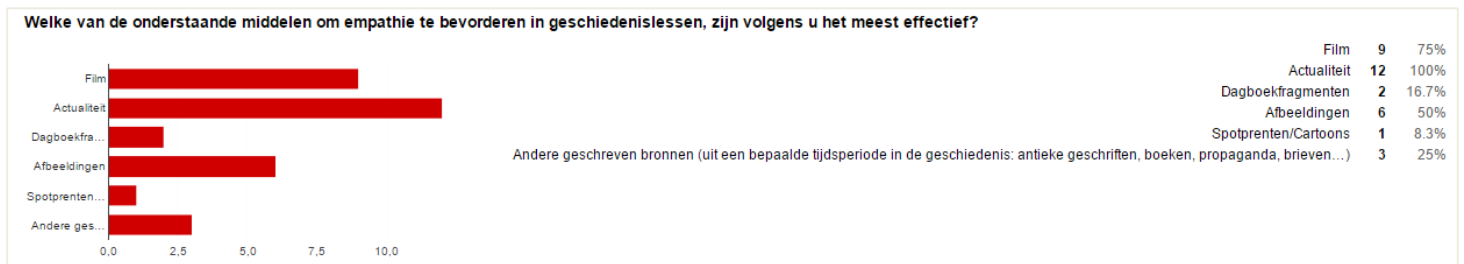 Welke van de onderstaande middelen om empathie te bevorderen in geschiedenislessen, zijn volgens u het meest effectief?
Film
Actualiteit
Dagboekfra...
Afbeeldingen
Spotprenten...
Andere ges...
0,0 2,5 5,0 7,5 10,0
Film 9 75%
Actualiteit 12 100%
Dagboekfragmenten 2 16.7%
Afbeeldingen 6 50%
Spotprenten/Cartoons 1 8.3%
Andere geschreven bronnen (uit een bepaalde tijdsperiode in de geschiedenis: antieke geschriften, boeken, propaganda, brieven…) 3 25%